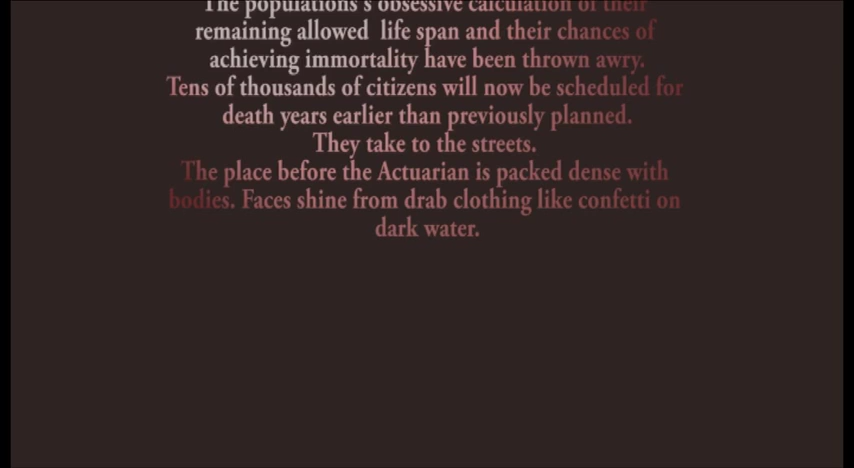 The populations's obsessive calculation of their
remaining allowed life span and their chances of
achieving immortality have been thrown awry.
Tens of thousands of citizens will now be scheduled for
death years earlier than previously planned.
They take to the streets.
The place before the Actuarian is packed dense with
bodies. Faces shine from drab clothing like confetti on
dark water.